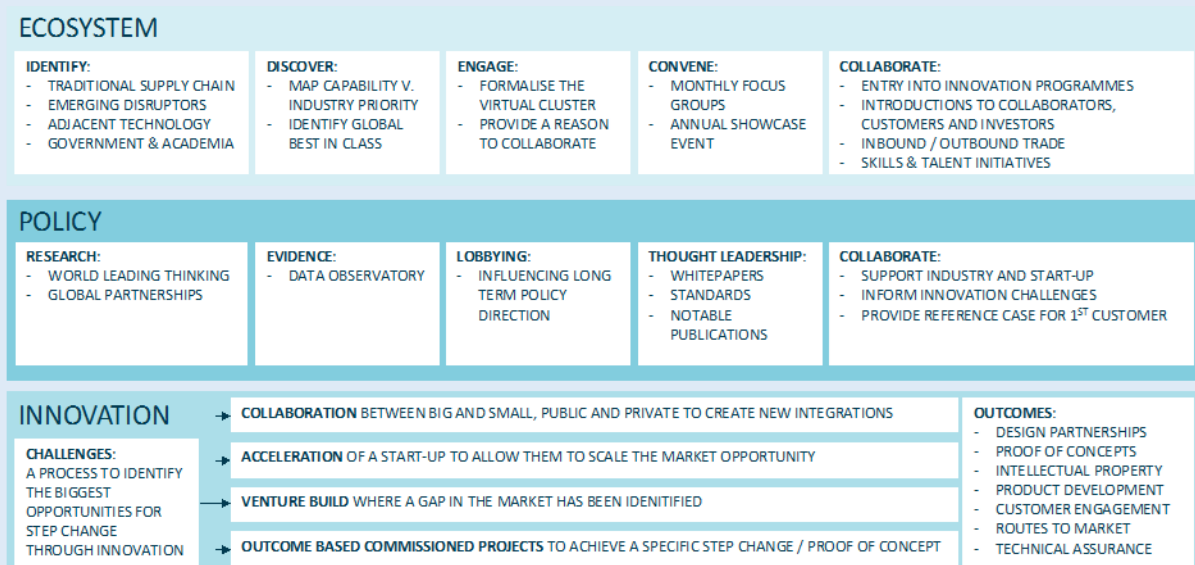 ECOSYSTEM
IDENTIFY:
- TRADITIONAL SUPPLY CHAIN
- EMERGING DISRUPTORS
- ADJACENT TECHNOLOGY
- GOVERNMENT & ACADEMIA
DISCOVER:
- MAP CAPABILITY V.
INDUSTRY PRIORITY
- IDENTIFY GLOBAL
BEST IN CLASS
ENGAGE:
- FORMALISE THE
VIRTUAL CLUSTER
- PROVIDE A REASON
TO COLLABORATE
CONVENE:
- MONTHLY FOCUS
GROUPS
- ANNUAL SHOWCASE
EVENT
COLLABORATE:
- ENTRY INTO INNOVATION PROGRAMMES
- INTRODUCTIONS TO COLLABORATORS,
CUSTOMERS AND INVESTORS
- INBOUND / OUTBOUND TRADE
- SKILLS & TALENT INITIATIVES
POLICY
RESEARCH:
- WORLD LEADING THINKING
- GLOBAL PARTNERSHIPS
EVIDENCE:
- DATA OBSERVATORY
LOBBYING:
- INFLUENCING LONG
TERM POLICY
DIRECTION
THOUGHT LEADERSHIP:
- WHITEPAPERS
- STANDARDS
- NOTABLE
PUBLICATIONS
COLLABORATE:
- SUPPORT INDUSTRY AND START-UP
- INFORM INNOVATION CHALLENGES
- PROVIDE REFERENCE CASE FOR 1ST CUSTOMER
INNOVATION
CHALLENGES:
A PROCESS TO IDENTIFY
THE BIGGEST
OPPORTUNITIES FOR
STEP CHANGE
THROUGH INNOVATION
COLLABORATION BETWEEN BIG AND SMALL, PUBLIC AND PRIVATE TO CREATE NEW INTEGRATIONS
ACCELERATION OF A START-UP TO ALLOW THEM TO SCALE THE MARKET OPPORTUNITY
VENTURE BUILD WHERE A GAP IN THE MARKET HAS BEEN IDENITIFIED
OUTCOME BASED COMMISSIONED PROJECTS TO ACHIEVE A SPECIFIC STEP CHANGE / PROOF OF CONCEPT
OUTCOMES:
- DESIGN PARTNERSHIPS
- PROOF OF CONCEPTS
- INTELLECTUAL PROPERTY
- PRODUCT DEVELOPMENT
- CUSTOMER ENGAGEMENT
- ROUTES TO MARKET
- TECHNICAL ASSURANCE